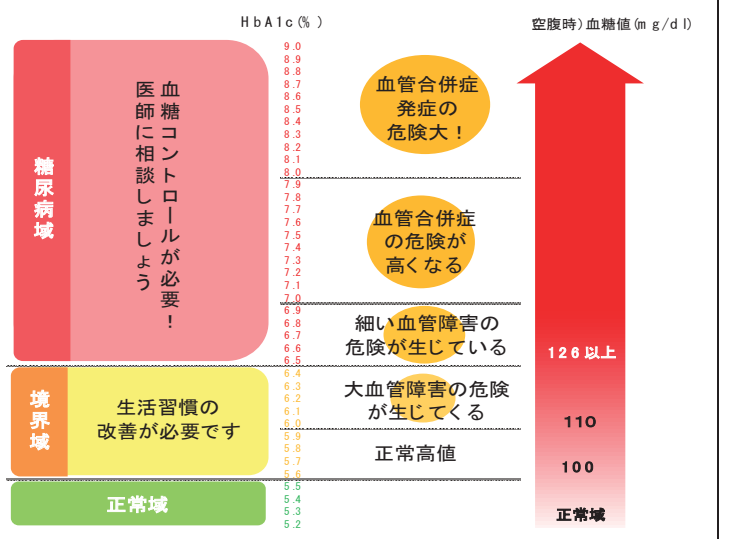 HbA1c(%)
空腹時)血糖値(mg/dl)
糖尿病域
血糖コントロールが必要!
医師に相談しましょう
9.0
8.9
8.8
8.7
8.6
8.5
8.4
8.3
8.2
8.1
8.0
7.9
7.8
7.7
7.6
7.5
7.4
7.3
7.2
7.1
7.0
6.9
6.8
6.7
6.6
6.5
6.4
6.3
6.2
6.1
6.0
5.9
5.8
5.7
5.6
5.5
5.4
5.3
5.2
血管合併症
発症の
危険大!
血管合併症
の危険が
高くなる
細い血管障害の
危険が生じている
大血管障害の危険
が生じてくる
正常高値
境界域
生活習慣の
改善が必要です
正常域
126以上
110
100
正常域